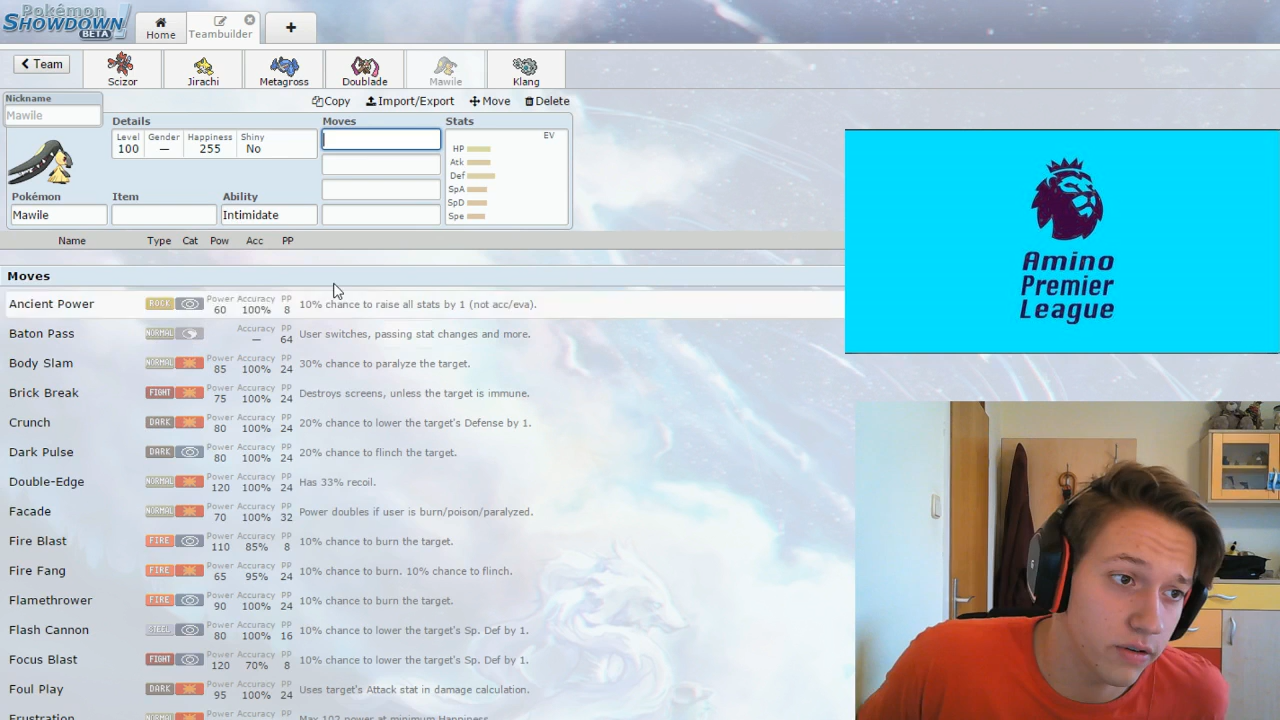 Pokémon
SHOWDOWN!
BETA
Home
Teambuilder
+
Team
Scizor
Jirachi
Metagross
Doublade
Mawile
Klang
Nickname
Mawile
Copy
Import/Export
Move
Delete
Details
Level
100
Gender
—
Happiness
255
Shiny
No
Moves
Stats
EV
HP
Atk
Def
SpA
SpD
Spe
Pokémon
Mawile
Item
Ability
Intimidate
Name Type Cat Pow Acc PP
Moves
Ancient Power ROCK Power 60 Accuracy 100% PP 8 10% chance to raise all stats by 1 (not acc/eva).
Baton Pass NORMAL Accuracy — PP 64 User switches, passing stat changes and more.
Body Slam NORMAL Power 85 Accuracy 100% PP 24 30% chance to paralyze the target.
Brick Break FIGHT Power 75 Accuracy 100% PP 24 Destroys screens, unless the target is immune.
Crunch DARK Power 80 Accuracy 100% PP 24 20% chance to lower the target's Defense by 1.
Dark Pulse DARK Power 80 Accuracy 100% PP 24 20% chance to flinch the target.
Double-Edge NORMAL Power 120 Accuracy 100% PP 24 Has 33% recoil.
Facade NORMAL Power 70 Accuracy 100% PP 32 Power doubles if user is burn/poison/paralyzed.
Fire Blast FIRE Power 110 Accuracy 85% PP 8 10% chance to burn the target.
Fire Fang FIRE Power 65 Accuracy 95% PP 24 10% chance to burn. 10% chance to flinch.
Flamethrower FIRE Power 90 Accuracy 100% PP 24 10% chance to burn the target.
Flash Cannon STEEL Power 80 Accuracy 100% PP 16 10% chance to lower the target's Sp. Def by 1.
Focus Blast FIGHT Power 120 Accuracy 70% PP 8 10% chance to lower the target's Sp. Def by 1.
Foul Play DARK Power 95 Accuracy 100% PP 24 Uses target's Attack stat in damage calculation.
Frustration NORMAL Power Accuracy PP Max 102 power at minimum Happiness.
Amino
Premier
League